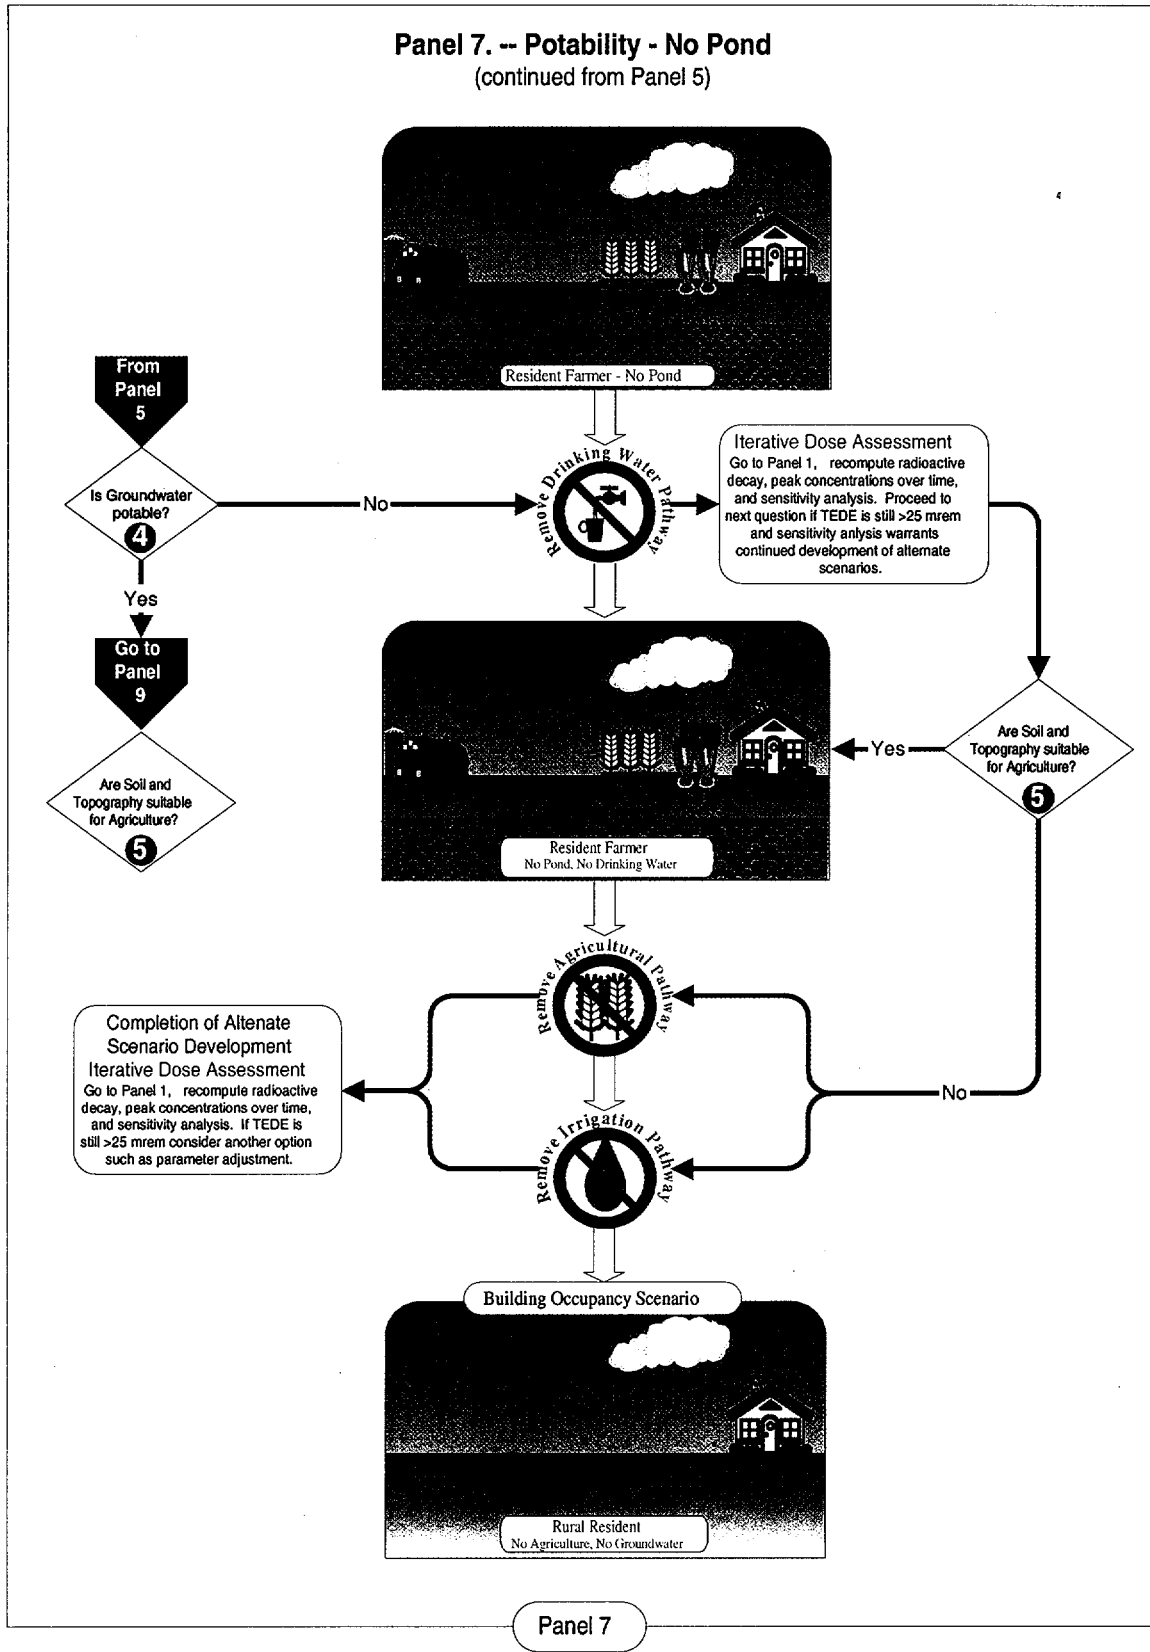 Panel 7. -- Potability - No Pond
(continued from Panel 5)
Resident Farmer - No Pond
From
Panel
5
Is Groundwater
potable?
4
No
Remove Drinking Water Pathway
Iterative Dose Assessment
Go to Panel 1, recompute radioactive
decay, peak concentrations over time,
and sensitivity analysis. Proceed to
next question if TEDE is still >25 mrem
and sensitivity anlysis warrants
continued development of alternate
scenarios.
Yes
Go to
Panel
9
Are Soil and
Topography suitable
for Agriculture?
5
Resident Farmer
No Pond, No Drinking Water
Yes
Are Soil and
Topography suitable
for Agriculture?
5
Remove Agricultural Pathway
Completion of Altenate
Scenario Development
Iterative Dose Assessment
Go to Panel 1, recompute radioactive
decay, peak concentrations over time,
and sensitivity analysis. If TEDE is
still >25 mrem consider another option
such as parameter adjustment.
No
Remove Irrigation Pathway
Building Occupancy Scenario
Rural Resident
No Agriculture, No Groundwater
Panel 7